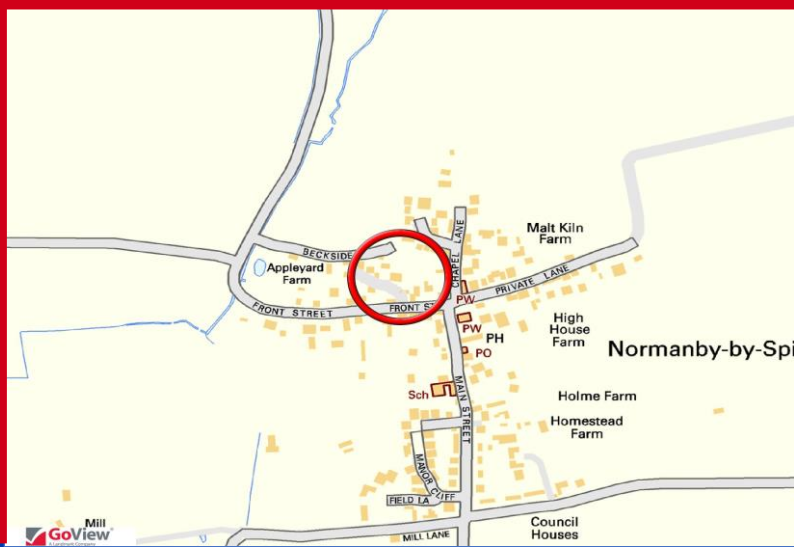 Malt Kiln
Farm
CHAPEL LANE
BECKSIDE
Appleyard
Farm
PRIVATE LANE
FRONT STREET
FRONT ST
PW
PW
High
House
Farm
PH
PO
Normanby-by-Spi
Sch
MAIN STREET
Holme Farm
Homestead
Farm
MANOR CLIFF
FIELD LA
Mill
GoView
A Landmark Company
MILL LANE
Council
Houses